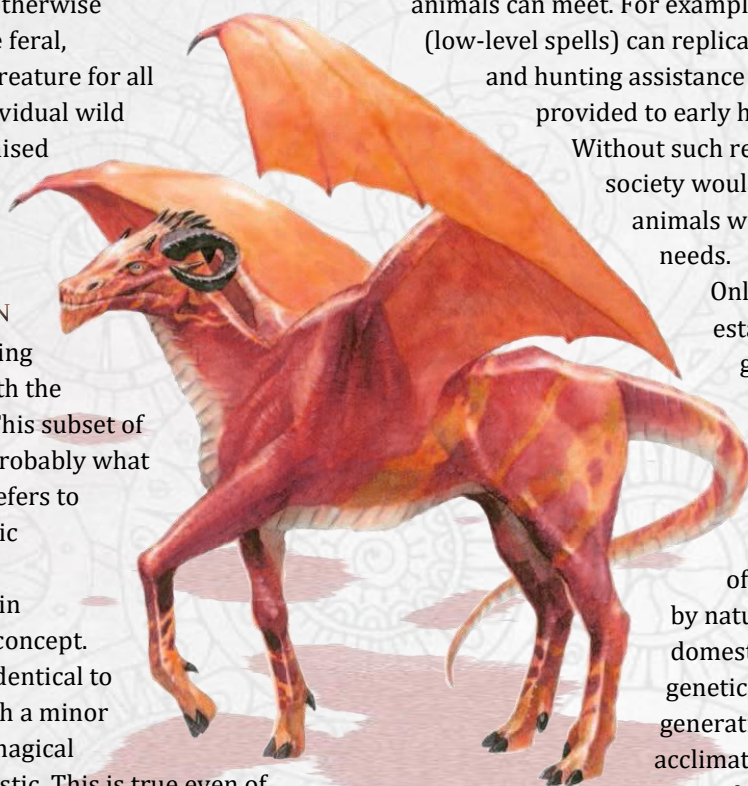 therwise
feral,
reature for all
vidual wild
ised
N
ing
th the
his subset of
robably what
efers to
ic
in
concept.
dentical to
h a minor
nagical
stic. This is true even of
animals can meet. For example
(low-level spells) can replica
and hunting assistance
provided to early h
Without such re
society woul
animals w
needs.
Onl
esta
g
of
by natu
domest
genetic
generat
acclimat